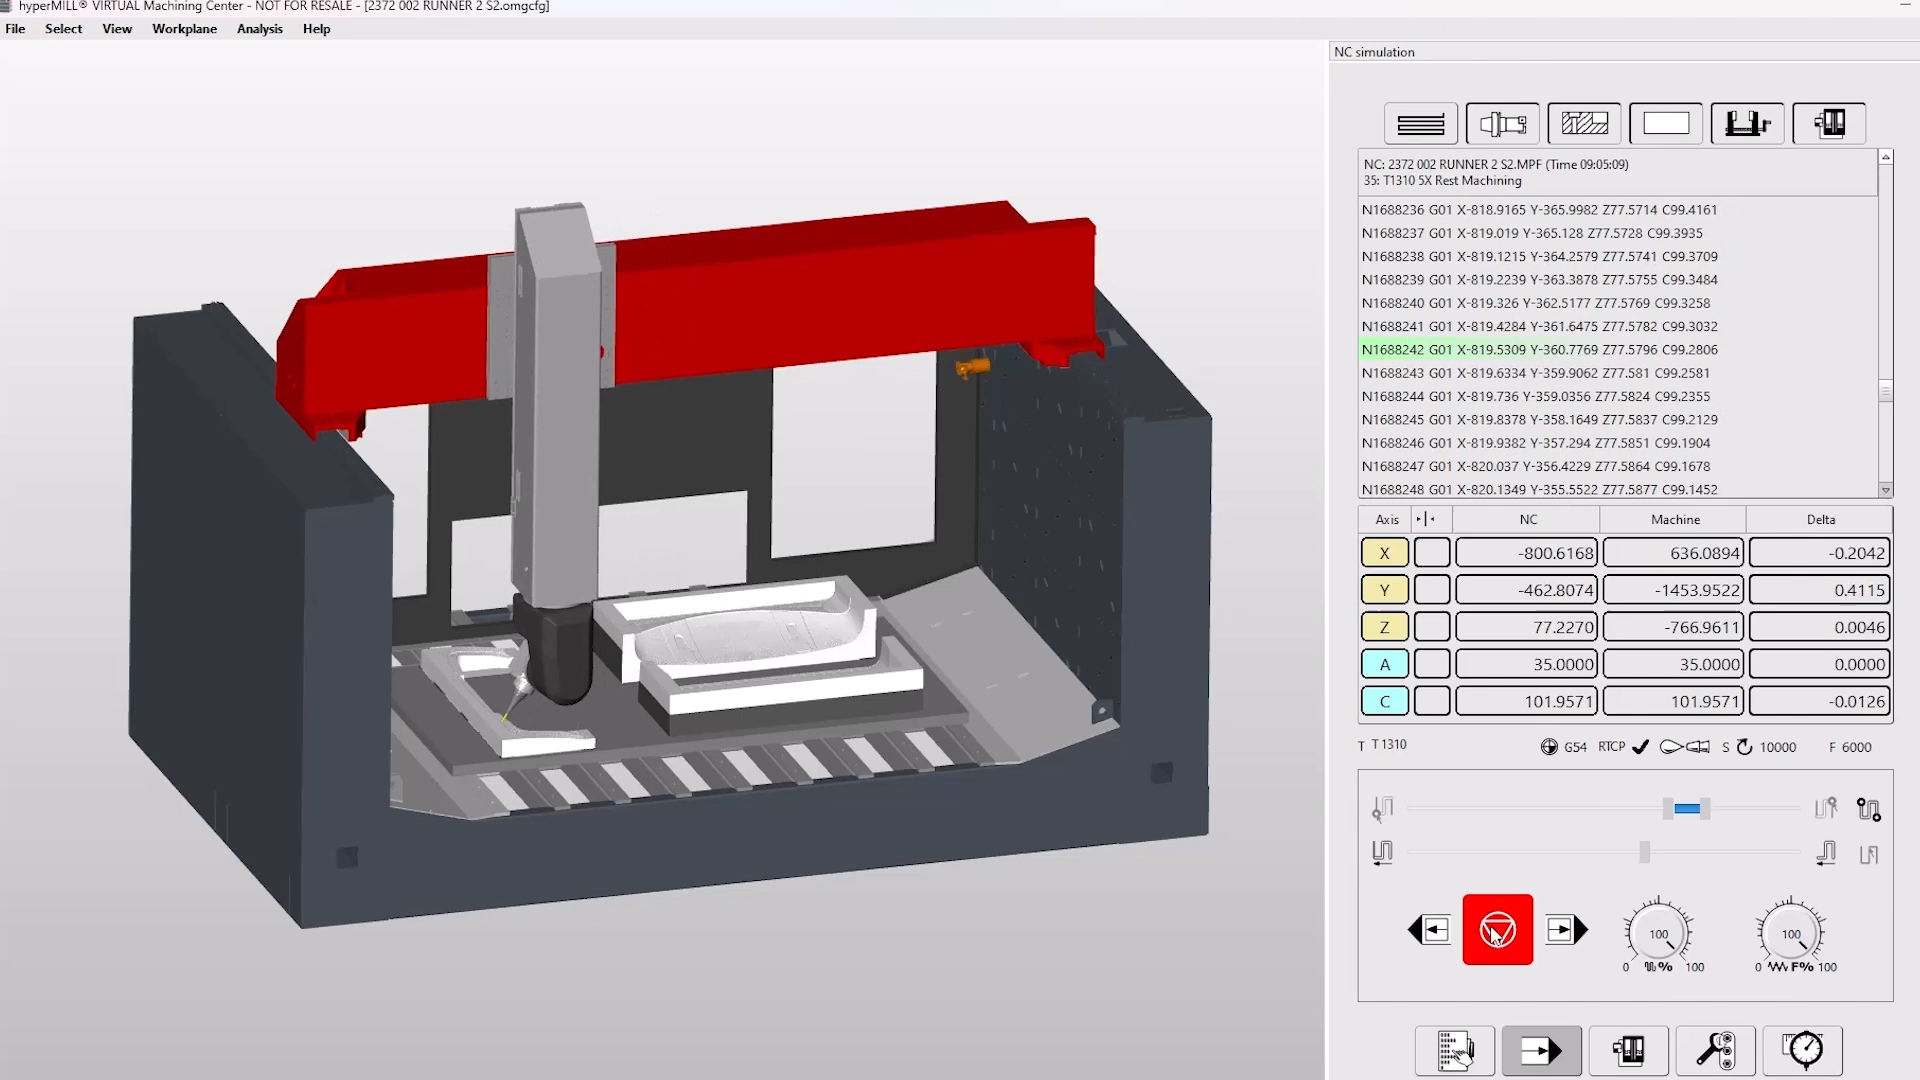 hyperMILL® VIRTUAL Machining Center - NOT FOR RESALE - [2372 002 RUNNER 2 S2.omgcfg]
File Select View Workplane Analysis Help
NC simulation
NC: 2372 002 RUNNER 2 S2.MPF (Time 09:05:09)
35: T1310 5X Rest Machining
N1688236 G01 X-818.9165 Y-365.9982 Z77.5714 C99.4161
N1688237 G01 X-819.019 Y-365.128 Z77.5728 C99.3935
N1688238 G01 X-819.1215 Y-364.2579 Z77.5741 C99.3709
N1688239 G01 X-819.2239 Y-363.3878 Z77.5755 C99.3484
N1688240 G01 X-819.326 Y-362.5177 Z77.5769 C99.3258
N1688241 G01 X-819.4284 Y-361.6475 Z77.5782 C99.3032
N1688242 G01 X-819.5309 Y-360.7769 Z77.5796 C99.2806
N1688243 G01 X-819.6334 Y-359.9062 Z77.581 C99.2581
N1688244 G01 X-819.736 Y-359.0356 Z77.5824 C99.2355
N1688245 G01 X-819.8378 Y-358.1649 Z77.5837 C99.2129
N1688246 G01 X-819.9382 Y-357.294 Z77.5851 C99.1904
N1688247 G01 X-820.037 Y-356.4229 Z77.5864 C99.1678
N1688248 G01 X-820.1349 Y-355.5522 Z77.5877 C99.1452
Axis NC Machine Delta
X -800.6168 636.0894 -0.2042
Y -462.8074 -1453.9522 0.4115
Z 77.2270 -766.9611 0.0046
A 35.0000 35.0000 0.0000
C 101.9571 101.9571 -0.0126
T T 1310 G54 RTCP S 10000 F 6000
100 100
0 % 100 0 F% 100